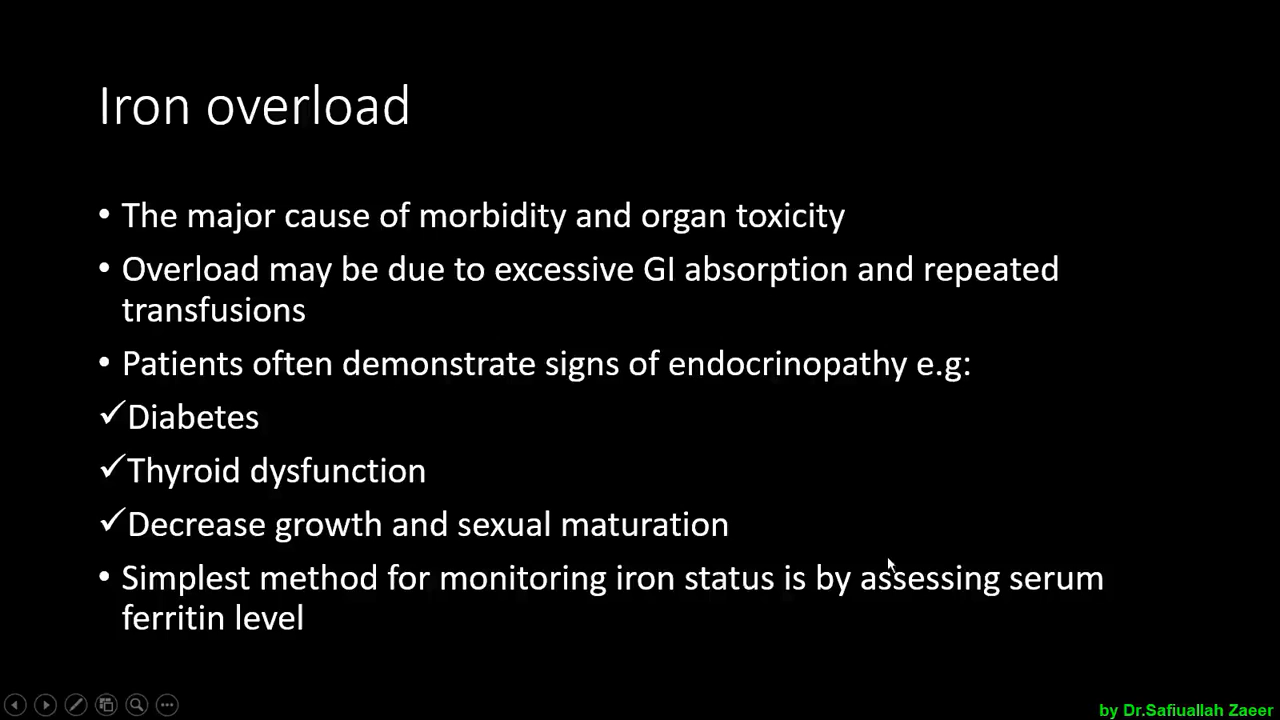 Iron overload
• The major cause of morbidity and organ toxicity
• Overload may be due to excessive GI absorption and repeated
transfusions
• Patients often demonstrate signs of endocrinopathy e.g:
✓Diabetes
✓Thyroid dysfunction
✓Decrease growth and sexual maturation
• Simplest method for monitoring iron status is by assessing serum
ferritin level
by Dr.Safiuallah Zaeer